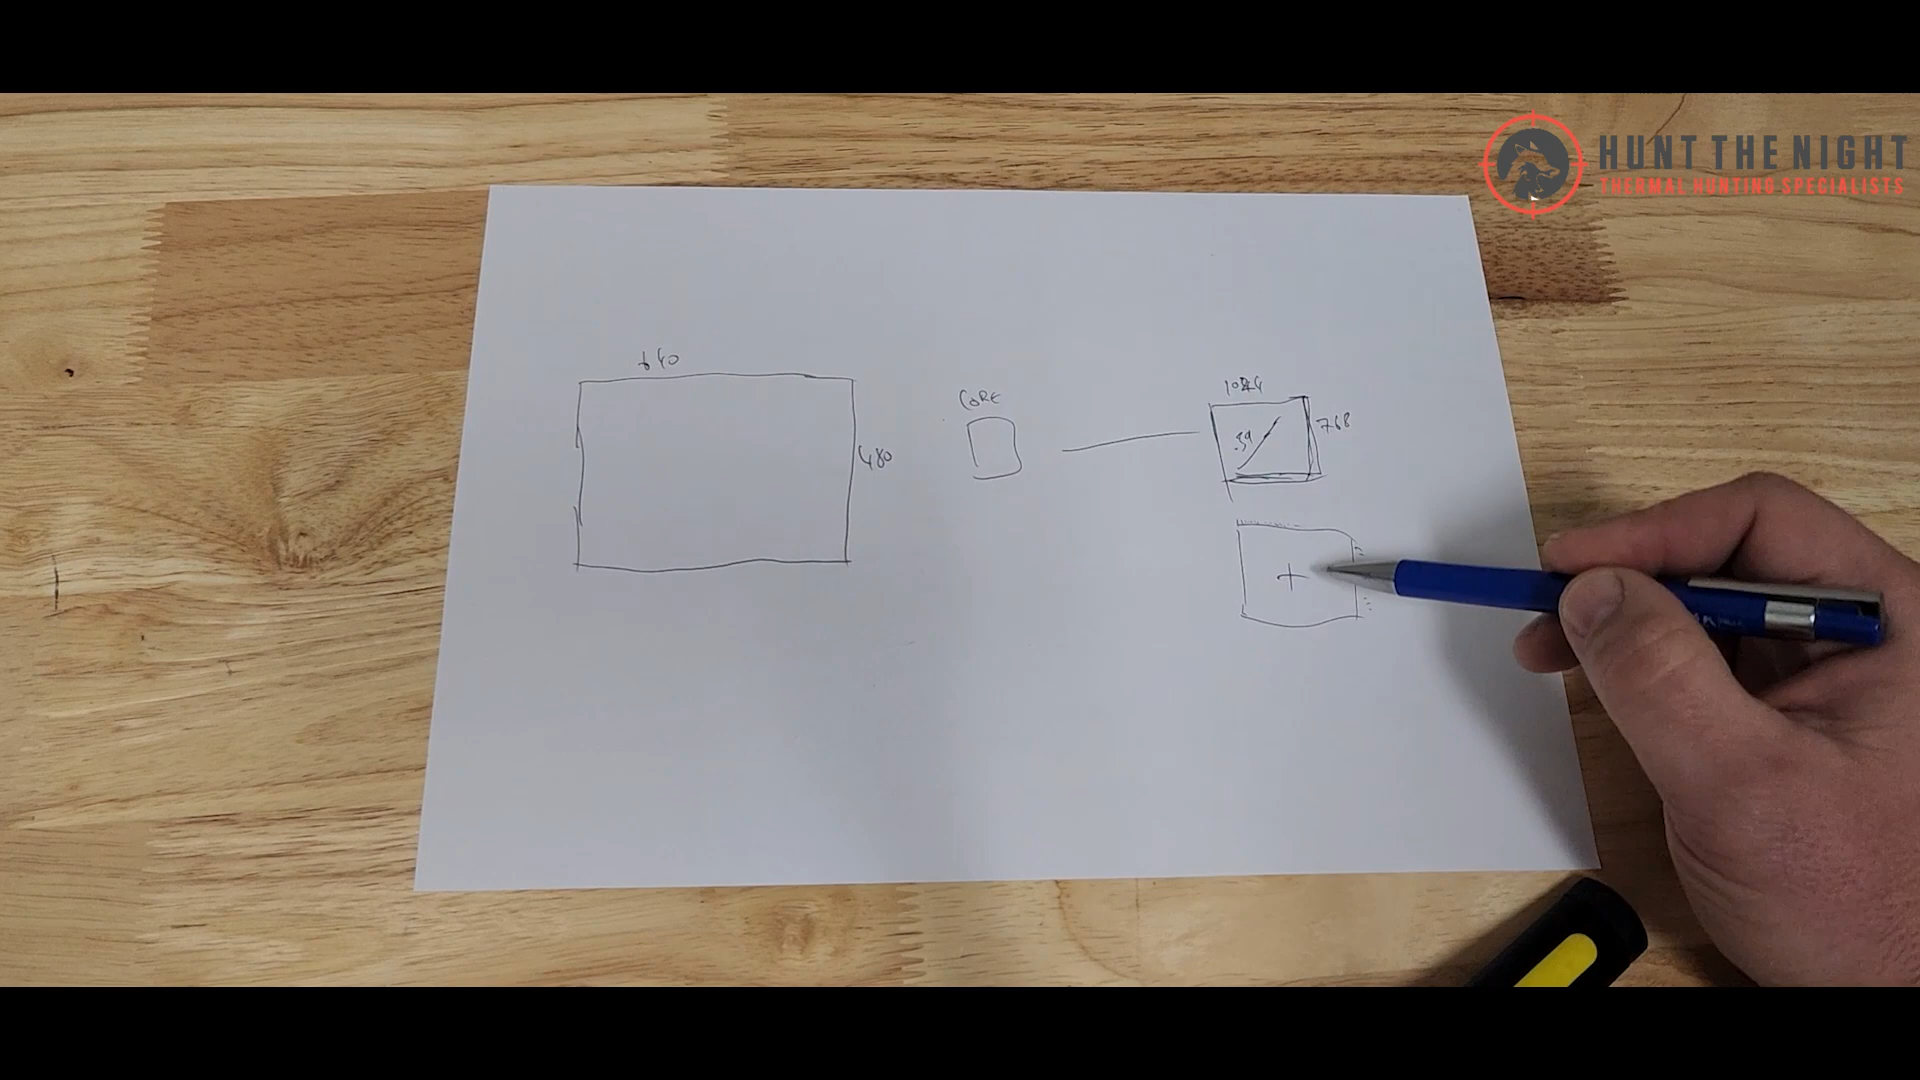 HUNT THE NIGHT
THERMAL HUNTING SPECIALISTS
640
480
CORE
1024
768
.39